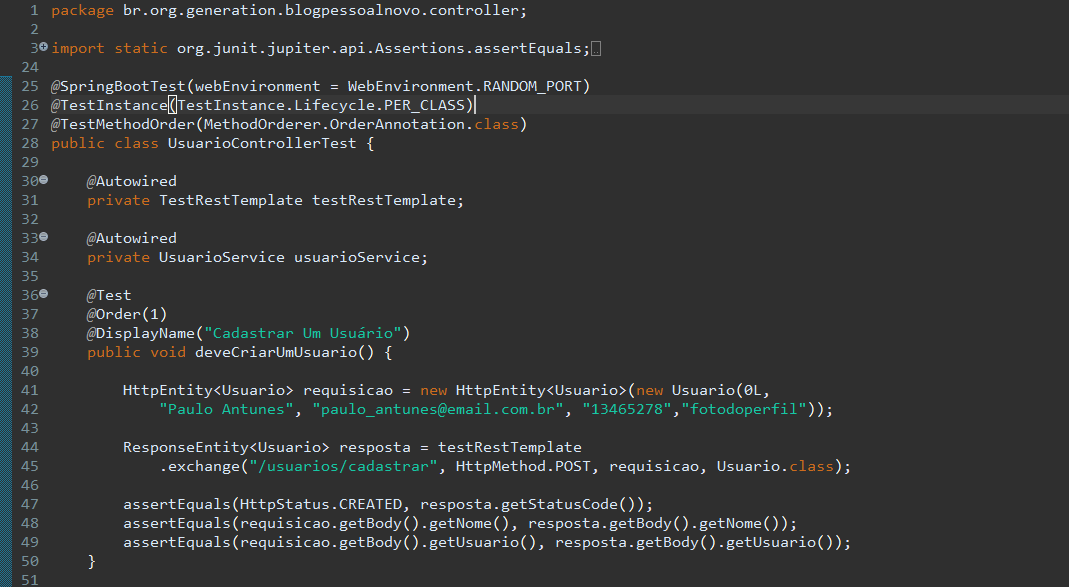 1 package br.org.generation.blogpessoalnovo.controller;
2
3 import static org.junit.jupiter.api.Assertions.assertEquals;
24
25 @SpringBootTest(webEnvironment = WebEnvironment.RANDOM_PORT)
26 @TestInstance(TestInstance.Lifecycle.PER_CLASS)
27 @TestMethodOrder(MethodOrderer.OrderAnnotation.class)
28 public class UsuarioControllerTest {
29
30     @Autowired
31     private TestRestTemplate testRestTemplate;
32
33     @Autowired
34     private UsuarioService usuarioService;
35
36     @Test
37     @Order(1)
38     @DisplayName("Cadastrar Um Usuário")
39     public void deveCriarUmUsuario() {
40
41         HttpEntity<Usuario> requisicao = new HttpEntity<Usuario>(new Usuario(0L,
42             "Paulo Antunes", "paulo_antunes@email.com.br", "13465278","fotodoperfil"));
43
44         ResponseEntity<Usuario> resposta = testRestTemplate
45             .exchange("/usuarios/cadastrar", HttpMethod.POST, requisicao, Usuario.class);
46
47         assertEquals(HttpStatus.CREATED, resposta.getStatusCode());
48         assertEquals(requisicao.getBody().getNome(), resposta.getBody().getNome());
49         assertEquals(requisicao.getBody().getUsuario(), resposta.getBody().getUsuario());
50     }
51